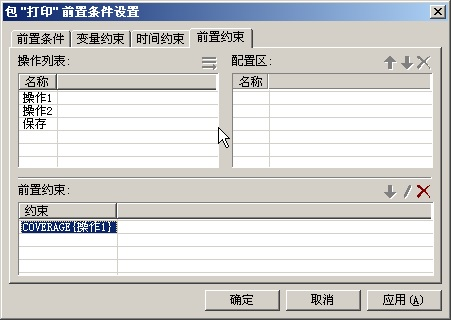 包"打印"前置条件设置
前置条件 变量约束 时间约束 前置约束
操作列表: 配置区:
名称 名称
操作1
操作2
保存
前置约束:
约束
COVERAGE{操作1}
确定 取消 应用(A)